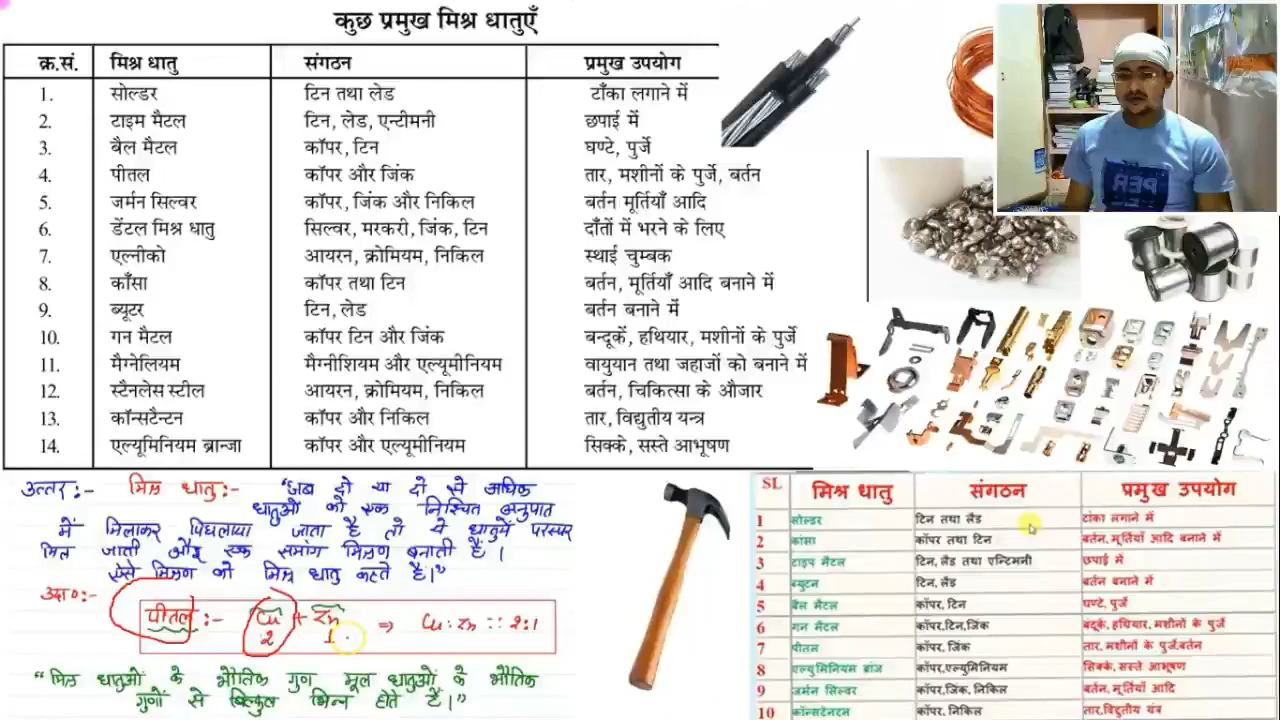 कुछ प्रमुख मिश्र धातुएँ
क्र.सं. मिश्र धातु संगठन प्रमुख उपयोग
1. सोल्डर टिन तथा लेड टाँका लगाने में
2. टाइम मैटल टिन, लेड, एन्टीमनी छपाई में
3. बैल मैटल कॉपर, टिन घण्टे, पुर्जे
4. पीतल कॉपर और जिंक तार, मशीनों के पुर्जे, बर्तन
5. जर्मन सिल्वर कॉपर, जिंक और निकिल बर्तन मूर्तियाँ आदि
6. डेंटल मिश्र धातु सिल्वर, मरकरी, जिंक, टिन दाँतों में भरने के लिए
7. एल्नीको आयरन, क्रोमियम, निकिल स्थाई चुम्बक
8. काँसा कॉपर तथा टिन बर्तन, मूर्तियाँ आदि बनाने में
9. ब्यूटर टिन, लेड बर्तन बनाने में
10. गन मैटल कॉपर टिन और जिंक बन्दूकें, हथियार, मशीनों के पुर्जे
11. मैग्नेलियम मैग्नीशियम और एल्यूमीनियम वायुयान तथा जहाजों को बनाने में
12. स्टैनलेस स्टील आयरन, क्रोमियम, निकिल बर्तन, चिकित्सा के औजार
13. कॉन्सटैन्टन कॉपर और निकिल तार, विद्युतीय यन्त्र
14. एल्यूमिनियम ब्रान्जा कॉपर और एल्यूमीनियम सिक्के, सस्ते आभूषण
उत्तर:- मिश्र धातु:- "जब दो या दो से अधिक
धातुओं को एक निश्चित अनुपात
में मिलाकर पिघलाया जाता है तो ये धातुयें परस्पर
मिल जाती और एक समांग मिश्रण बनाती हैं।
ऐसे मिश्रण को मिश्र धातु कहते हैं।"
उदा०:-
पीतल:- Cu + Zn ⇒ Cu : Zn :: 2:1
2 1
"मिश्र धातुओं के भौतिक गुण मूल धातुओं के भौतिक
गुणों से बिल्कुल भिन्न होते हैं।"
SL मिश्र धातु संगठन प्रमुख उपयोग
1 सोल्डर टिन तथा लैड टांका लगाने में
2 कांसा कॉपर तथा टिन बर्तन, मूर्तियाँ आदि बनाने में
3 टाइप मैटल टिन, लैड तथा एन्टिमनी छपाई में
4 ब्युटन टिन, लैड बर्तन बनाने में
5 बैल मैटल कॉपर, टिन घण्टे, पुर्जे
6 गन मैटल कॉपर,टिन,जिंक बंदूकें, हथियार, मशीनों के पुर्जे
7 पीतल कॉपर, जिंक तार, मशीनों के पुर्जे,बर्तन
8 एल्युमिनियम ब्रांज कॉपर,एल्युमिनियम सिक्के, सस्ते आभूषण
9 जर्मन सिल्वर कॉपर,जिंक, निकिल बर्तन, मूर्तियाँ आदि
10 कॉन्सटेनटन कॉपर, निकिल तार,विद्युतीय यंत्र